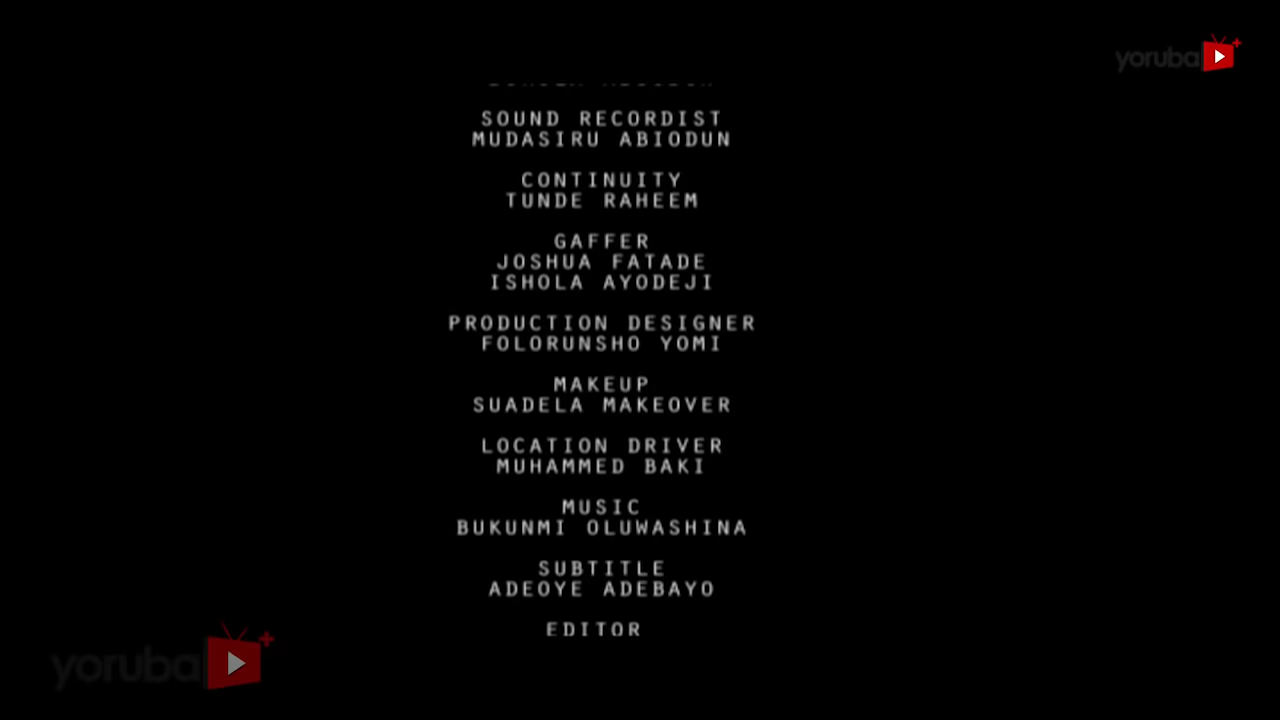 yoruba
SOUND RECORDIST
MUDASIRU ABIODUN
CONTINUITY
TUNDE RAHEEM
GAFFER
JOSHUA FATADE
ISHOLA AYODEJI
PRODUCTION DESIGNER
FOLORUNSHO YOMI
MAKEUP
SUADELA MAKEOVER
LOCATION DRIVER
MUHAMMED BAKI
MUSIC
BUKUNMI OLUWASHINA
SUBTITLE
ADEOYE ADEBAYO
EDITOR
yoruba